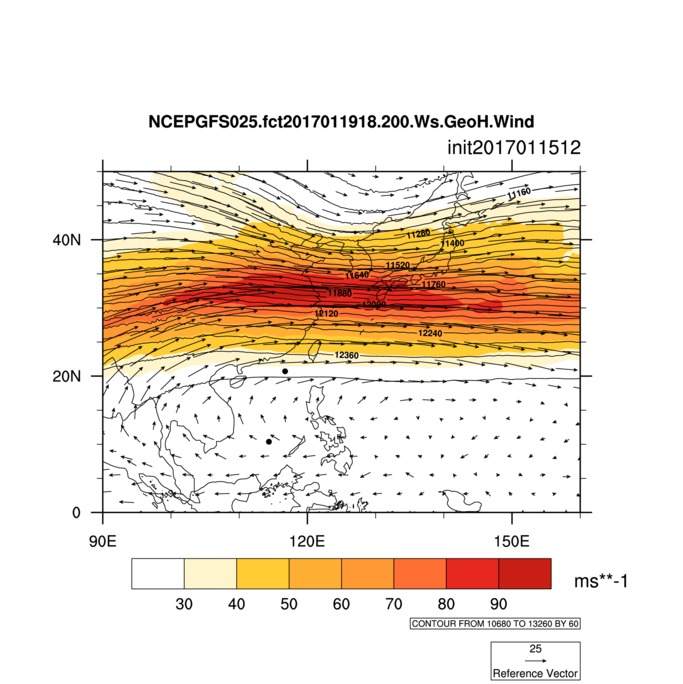 NCEPGFS025.fct2017011918.200.Ws.GeoH.Wind
init2017011512
11160
11280
40N
11400
11520
11640
11760
11880
12000
12120
12240
12360
20N
0
90E 120E 150E
ms**-1
30 40 50 60 70 80 90
CONTOUR FROM 10680 TO 13260 BY 60
25
Reference Vector